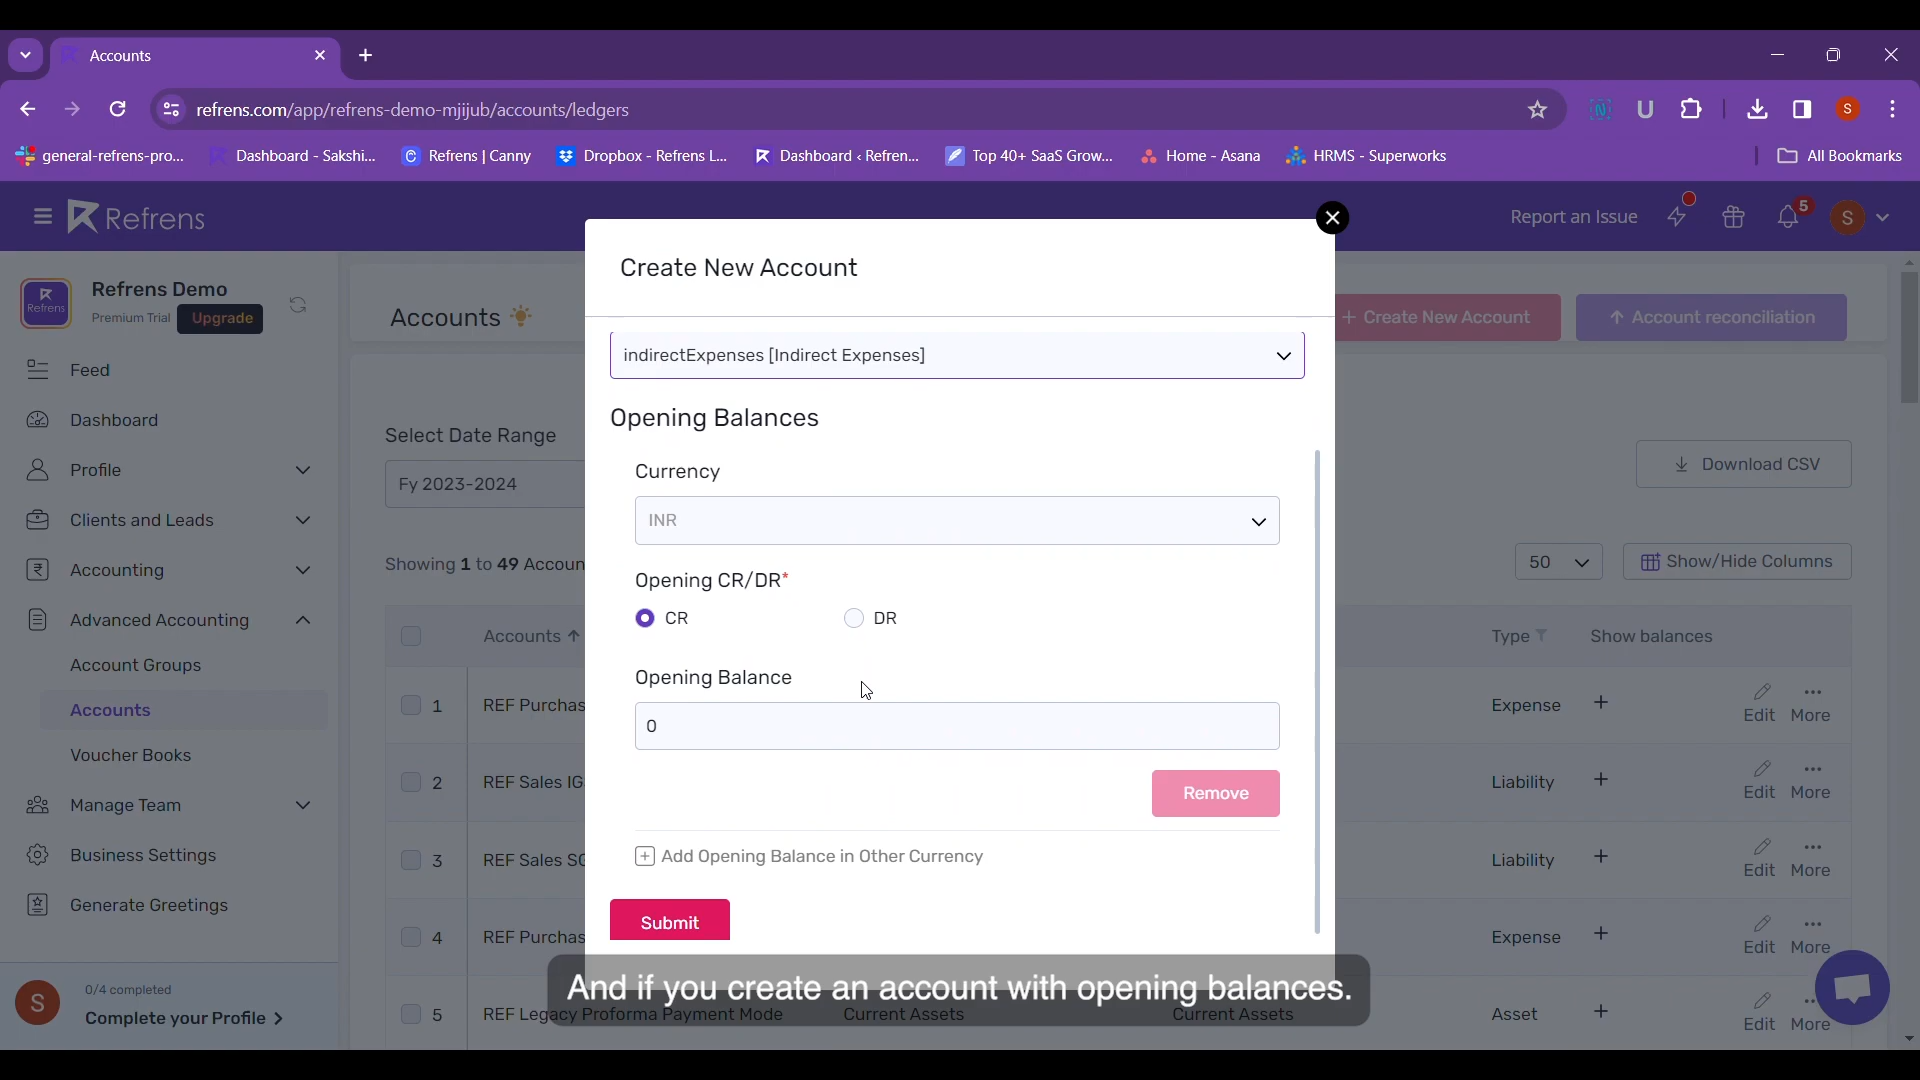 Accounts
refrens.com/app/refrens-demo-mjijub/accounts/ledgers
S
general-refrens-pro...
Dashboard - Sakshi...
Refrens | Canny
Dropbox - Refrens L...
Dashboard ‹ Refren...
Top 40+ SaaS Grow...
Home - Asana
HRMS - Superworks
All Bookmarks
Refrens
Report an Issue
5
S
Refrens
Refrens Demo
Premium Trial
Upgrade
Feed
Dashboard
Profile
Clients and Leads
Accounting
Advanced Accounting
Account Groups
Accounts
Voucher Books
Manage Team
Business Settings
Generate Greetings
S
0/4 completed
Complete your Profile
Accounts
+ Create New Account
Account reconciliation
Select Date Range
Fy 2023-2024
Download CSV
Showing 1 to 49 Accoun
50
Show/Hide Columns
Accounts
Type
Show balances
1 REF Purchas
Expense + Edit More
2 REF Sales IG
Liability + Edit More
3 REF Sales SG
Liability + Edit More
4 REF Purchas
Expense + Edit More
5 REF Legacy Proforma Payment Mode Current Assets Current Assets
Asset + Edit More
Create New Account
indirectExpenses [Indirect Expenses]
Opening Balances
Currency
INR
Opening CR/DR*
CR
DR
Opening Balance
0
Remove
Add Opening Balance in Other Currency
Submit
And if you create an account with opening balances.